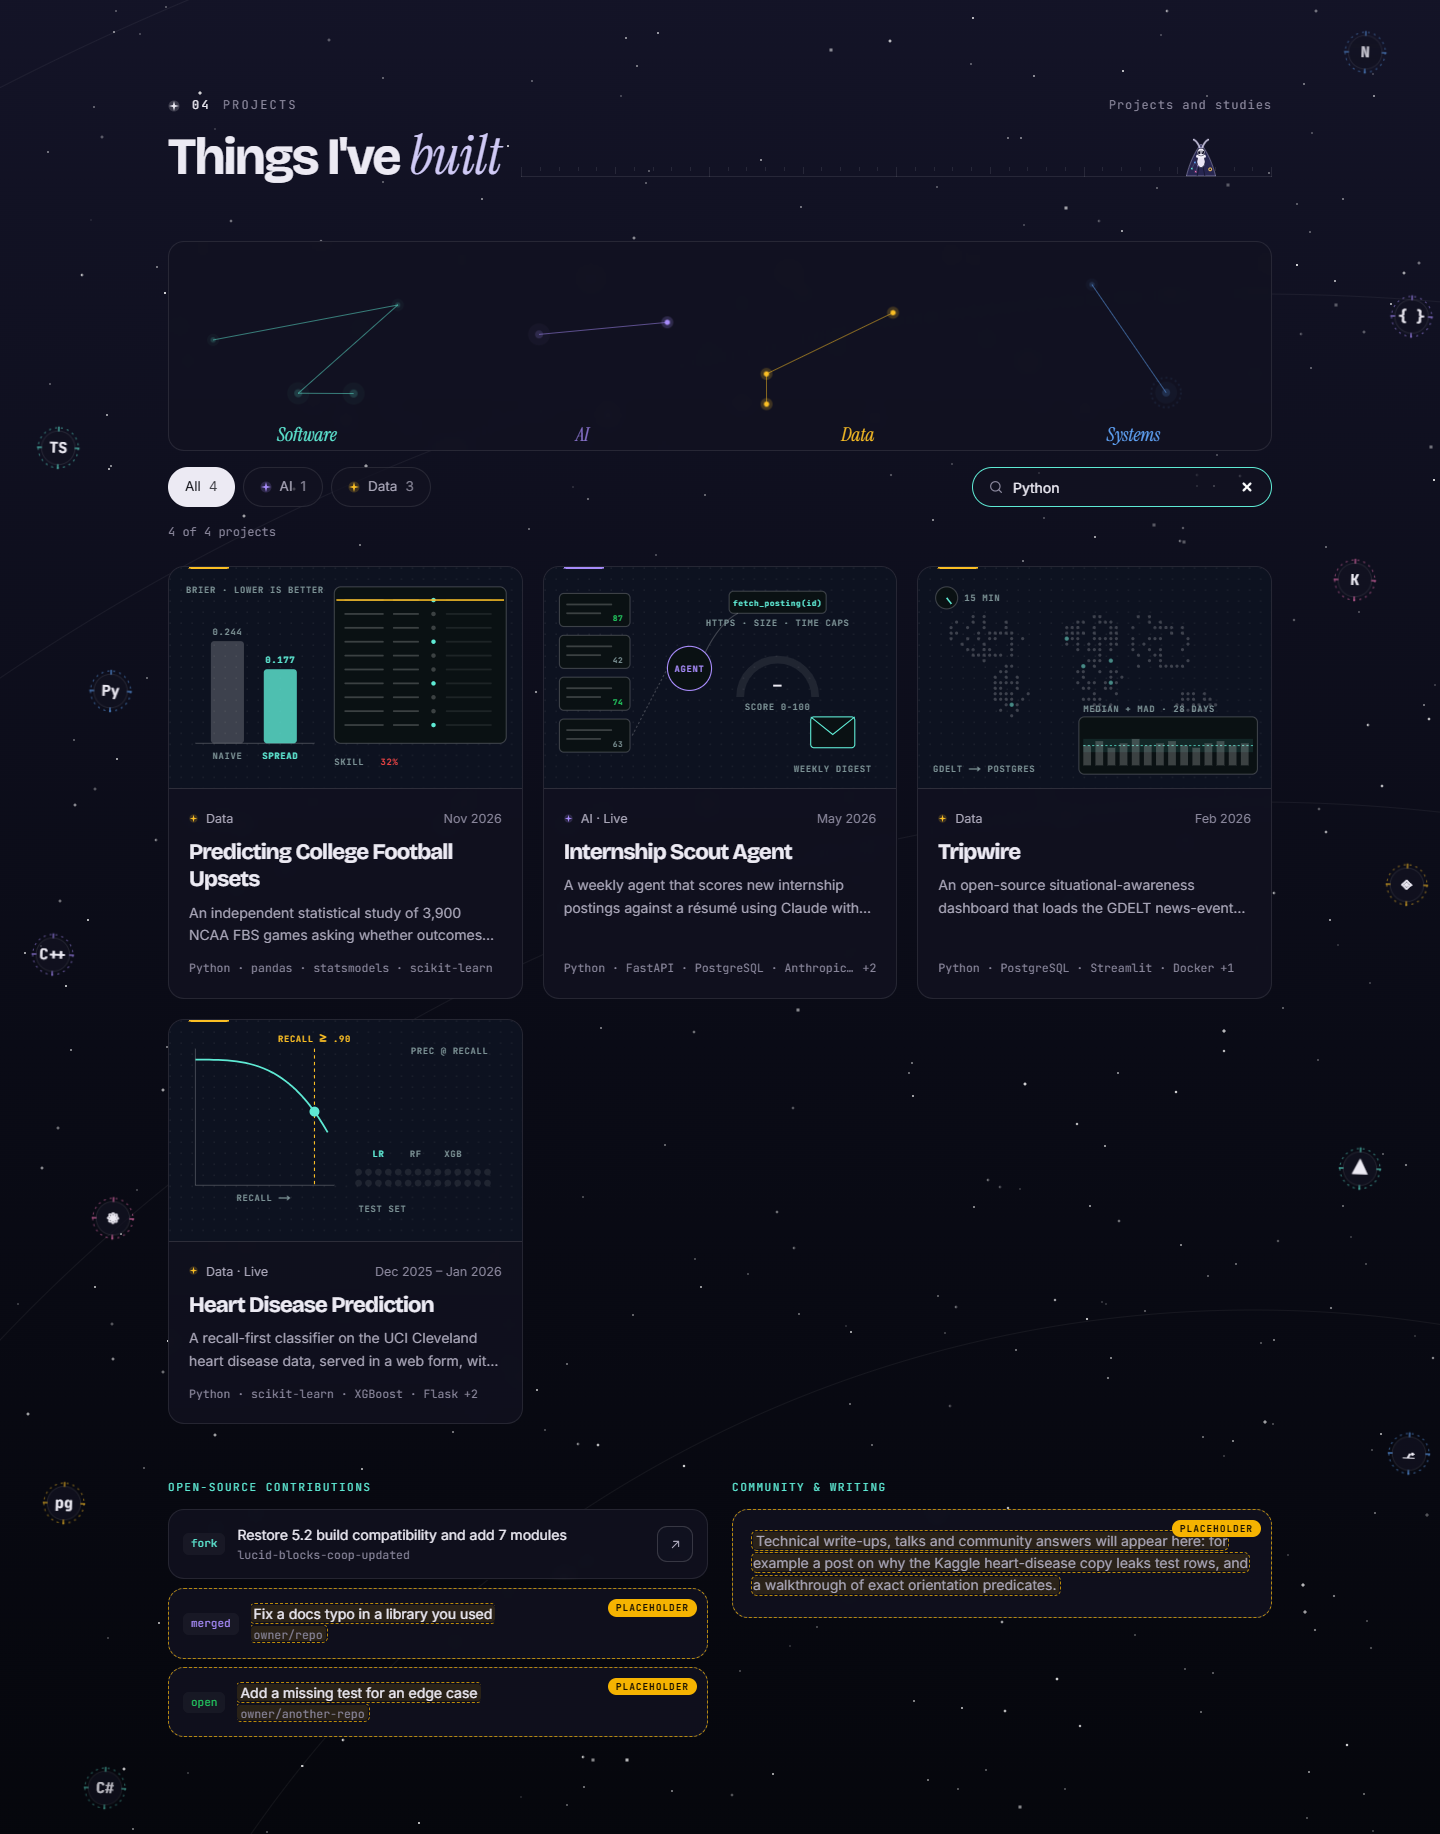 N
04 PROJECTS
Projects and studies
Things I've built
{ }
TS
Software
AI
Data
Systems
All 4
AI 1
Data 3
Python
4 of 4 projects
K
Py
BRIER · LOWER IS BETTER
0.244
0.177
NAIVE
SPREAD
SKILL 32%
87
42
74
63
AGENT
fetch_posting(id)
HTTPS · SIZE · TIME CAPS
–
SCORE 0-100
WEEKLY DIGEST
15 MIN
MEDIAN + MAD · 28 DAYS
GDELT → POSTGRES
Data
Nov 2026
Predicting College Football
Upsets
An independent statistical study of 3,900
NCAA FBS games asking whether outcomes...
Python · pandas · statsmodels · scikit-learn
AI · Live
May 2026
Internship Scout Agent
A weekly agent that scores new internship
postings against a résumé using Claude with...
Python · FastAPI · PostgreSQL · Anthropic… +2
Data
Feb 2026
Tripwire
An open-source situational-awareness
dashboard that loads the GDELT news-event...
Python · PostgreSQL · Streamlit · Docker +1
C++
RECALL ≥ .90
PREC @ RECALL
LR
RF
XGB
RECALL →
TEST SET
Data · Live
Dec 2025 – Jan 2026
Heart Disease Prediction
A recall-first classifier on the UCI Cleveland
heart disease data, served in a web form, wit...
Python · scikit-learn · XGBoost · Flask +2
pg
OPEN-SOURCE CONTRIBUTIONS
fork
Restore 5.2 build compatibility and add 7 modules
lucid-blocks-coop-updated
merged
Fix a docs typo in a library you used
owner/repo
PLACEHOLDER
open
Add a missing test for an edge case
owner/another-repo
PLACEHOLDER
COMMUNITY & WRITING
PLACEHOLDER
Technical write-ups, talks and community answers will appear here: for
example a post on why the Kaggle heart-disease copy leaks test rows, and
a walkthrough of exact orientation predicates.
C#